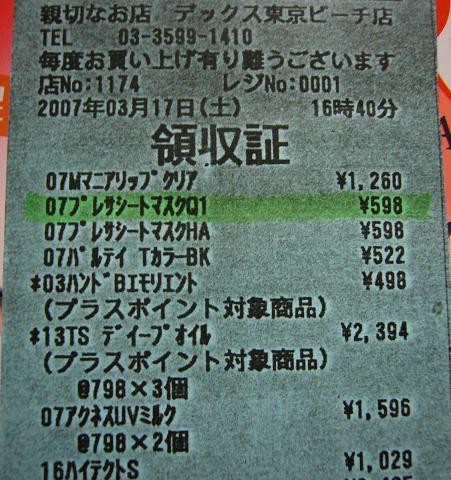 親切なお店 デックス東京ビーチ店
TEL 03-3599-1410
毎度お買い上げ有り難うございます
店No:1174 レジNo:0001
2007年03月17日(土) 16時40分
領収証
07Mマニアリップクリア ¥1,260
07プレサシートマスクQ1 ¥598
07プレサシートマスクHA ¥598
07パルティ TカラーBK ¥522
*03ハンドBエモリエント ¥498
(プラスポイント対象商品)
*13TS ディープオイル ¥2,394
(プラスポイント対象商品)
@798×3個
07アクネスUVミルク ¥1,596
@798×2個
16ハイテクトS ¥1,029